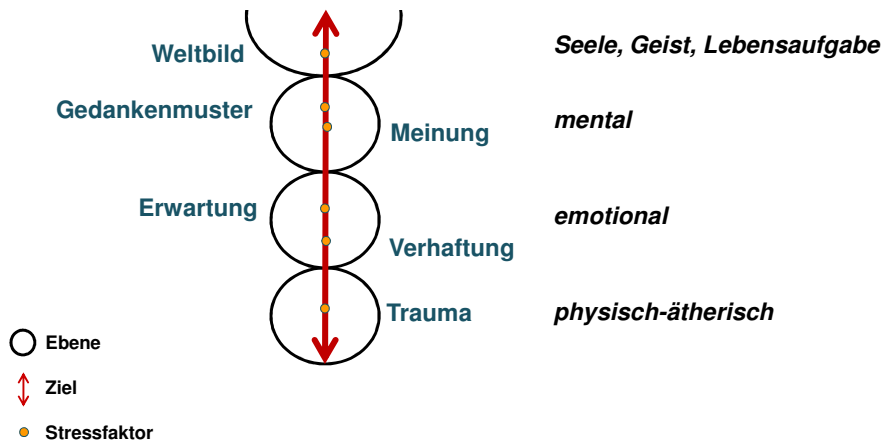 Weltbild
Seele, Geist, Lebensaufgabe
Gedankenmuster
Meinung
mental
Erwartung
Verhaftung
emotional
Trauma
physisch-ätherisch
Ebene
Ziel
Stressfaktor